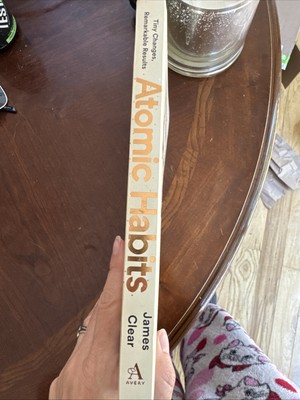 Tiny Changes,
Remarkable Results
Atomic Habits
James
Clear
AVERY